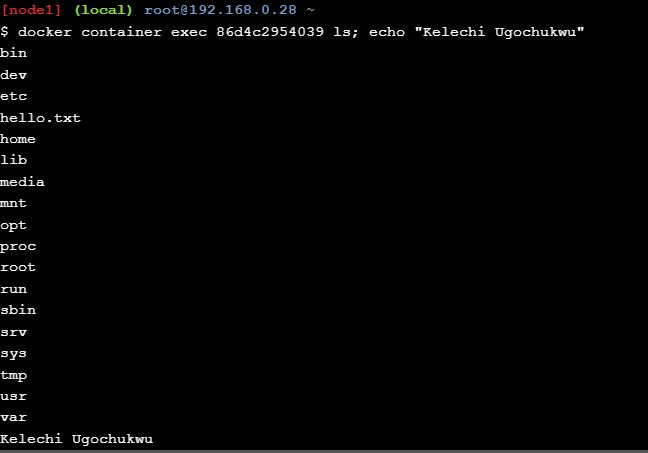 [node1] (local) root@192.168.0.28 ~
$ docker container exec 86d4c2954039 ls; echo "Kelechi Ugochukwu"
bin
dev
etc
hello.txt
home
lib
media
mnt
opt
proc
root
run
sbin
srv
sys
tmp
usr
var
Kelechi Ugochukwu